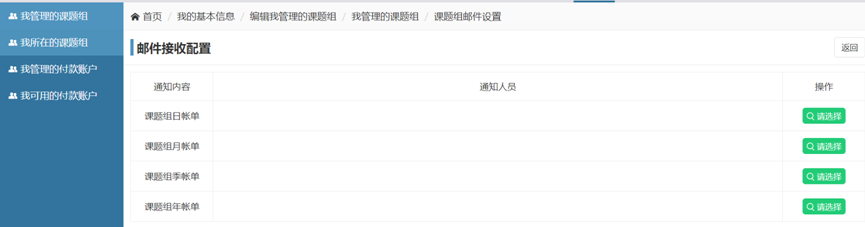 我管理的课题组
我所在的课题组
我管理的付款账户
我可用的付款账户
首页 / 我的基本信息 / 编辑我管理的课题组 / 我管理的课题组 / 课题组邮件设置
邮件接收配置
返回
通知内容 通知人员 操作
课题组日帐单 请选择
课题组月帐单 请选择
课题组季帐单 请选择
课题组年帐单 请选择